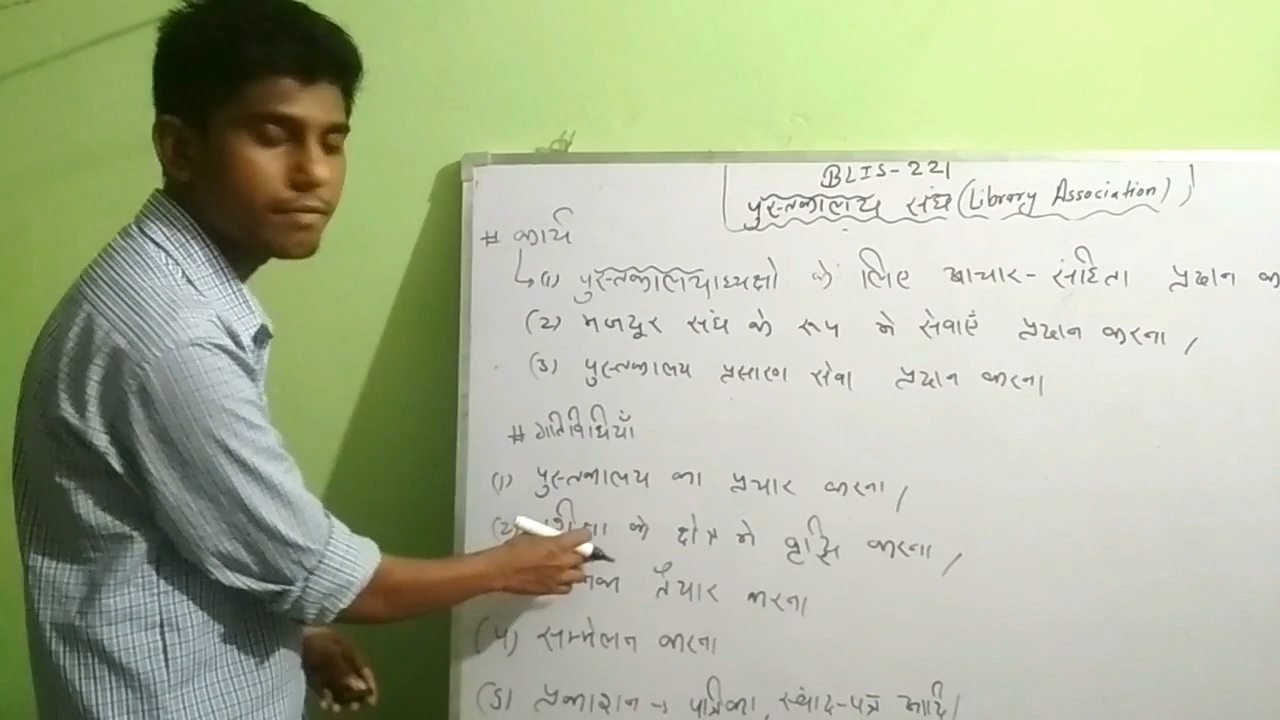 BLIS-221
पुस्तकालय संघ (Library Association)
# कार्य
(1) पुस्तकालयाध्यक्षो के लिए आचार-संहिता प्रदान क
(2) मजदूर संघ के रूप मे सेवाएँ प्रदान करना,
(3) पुस्तकालय प्रसारण सेवा प्रदान करना
# गतिविधियाँ
(1) पुस्तकालय का प्रचार करना,
(2) के क्षेत्र मे वृद्धि करना,
तैयार करना
(4) सम्मेलन करना
(5) प्रकाशन → पत्रिका, स्वांद-पत्र आदि।